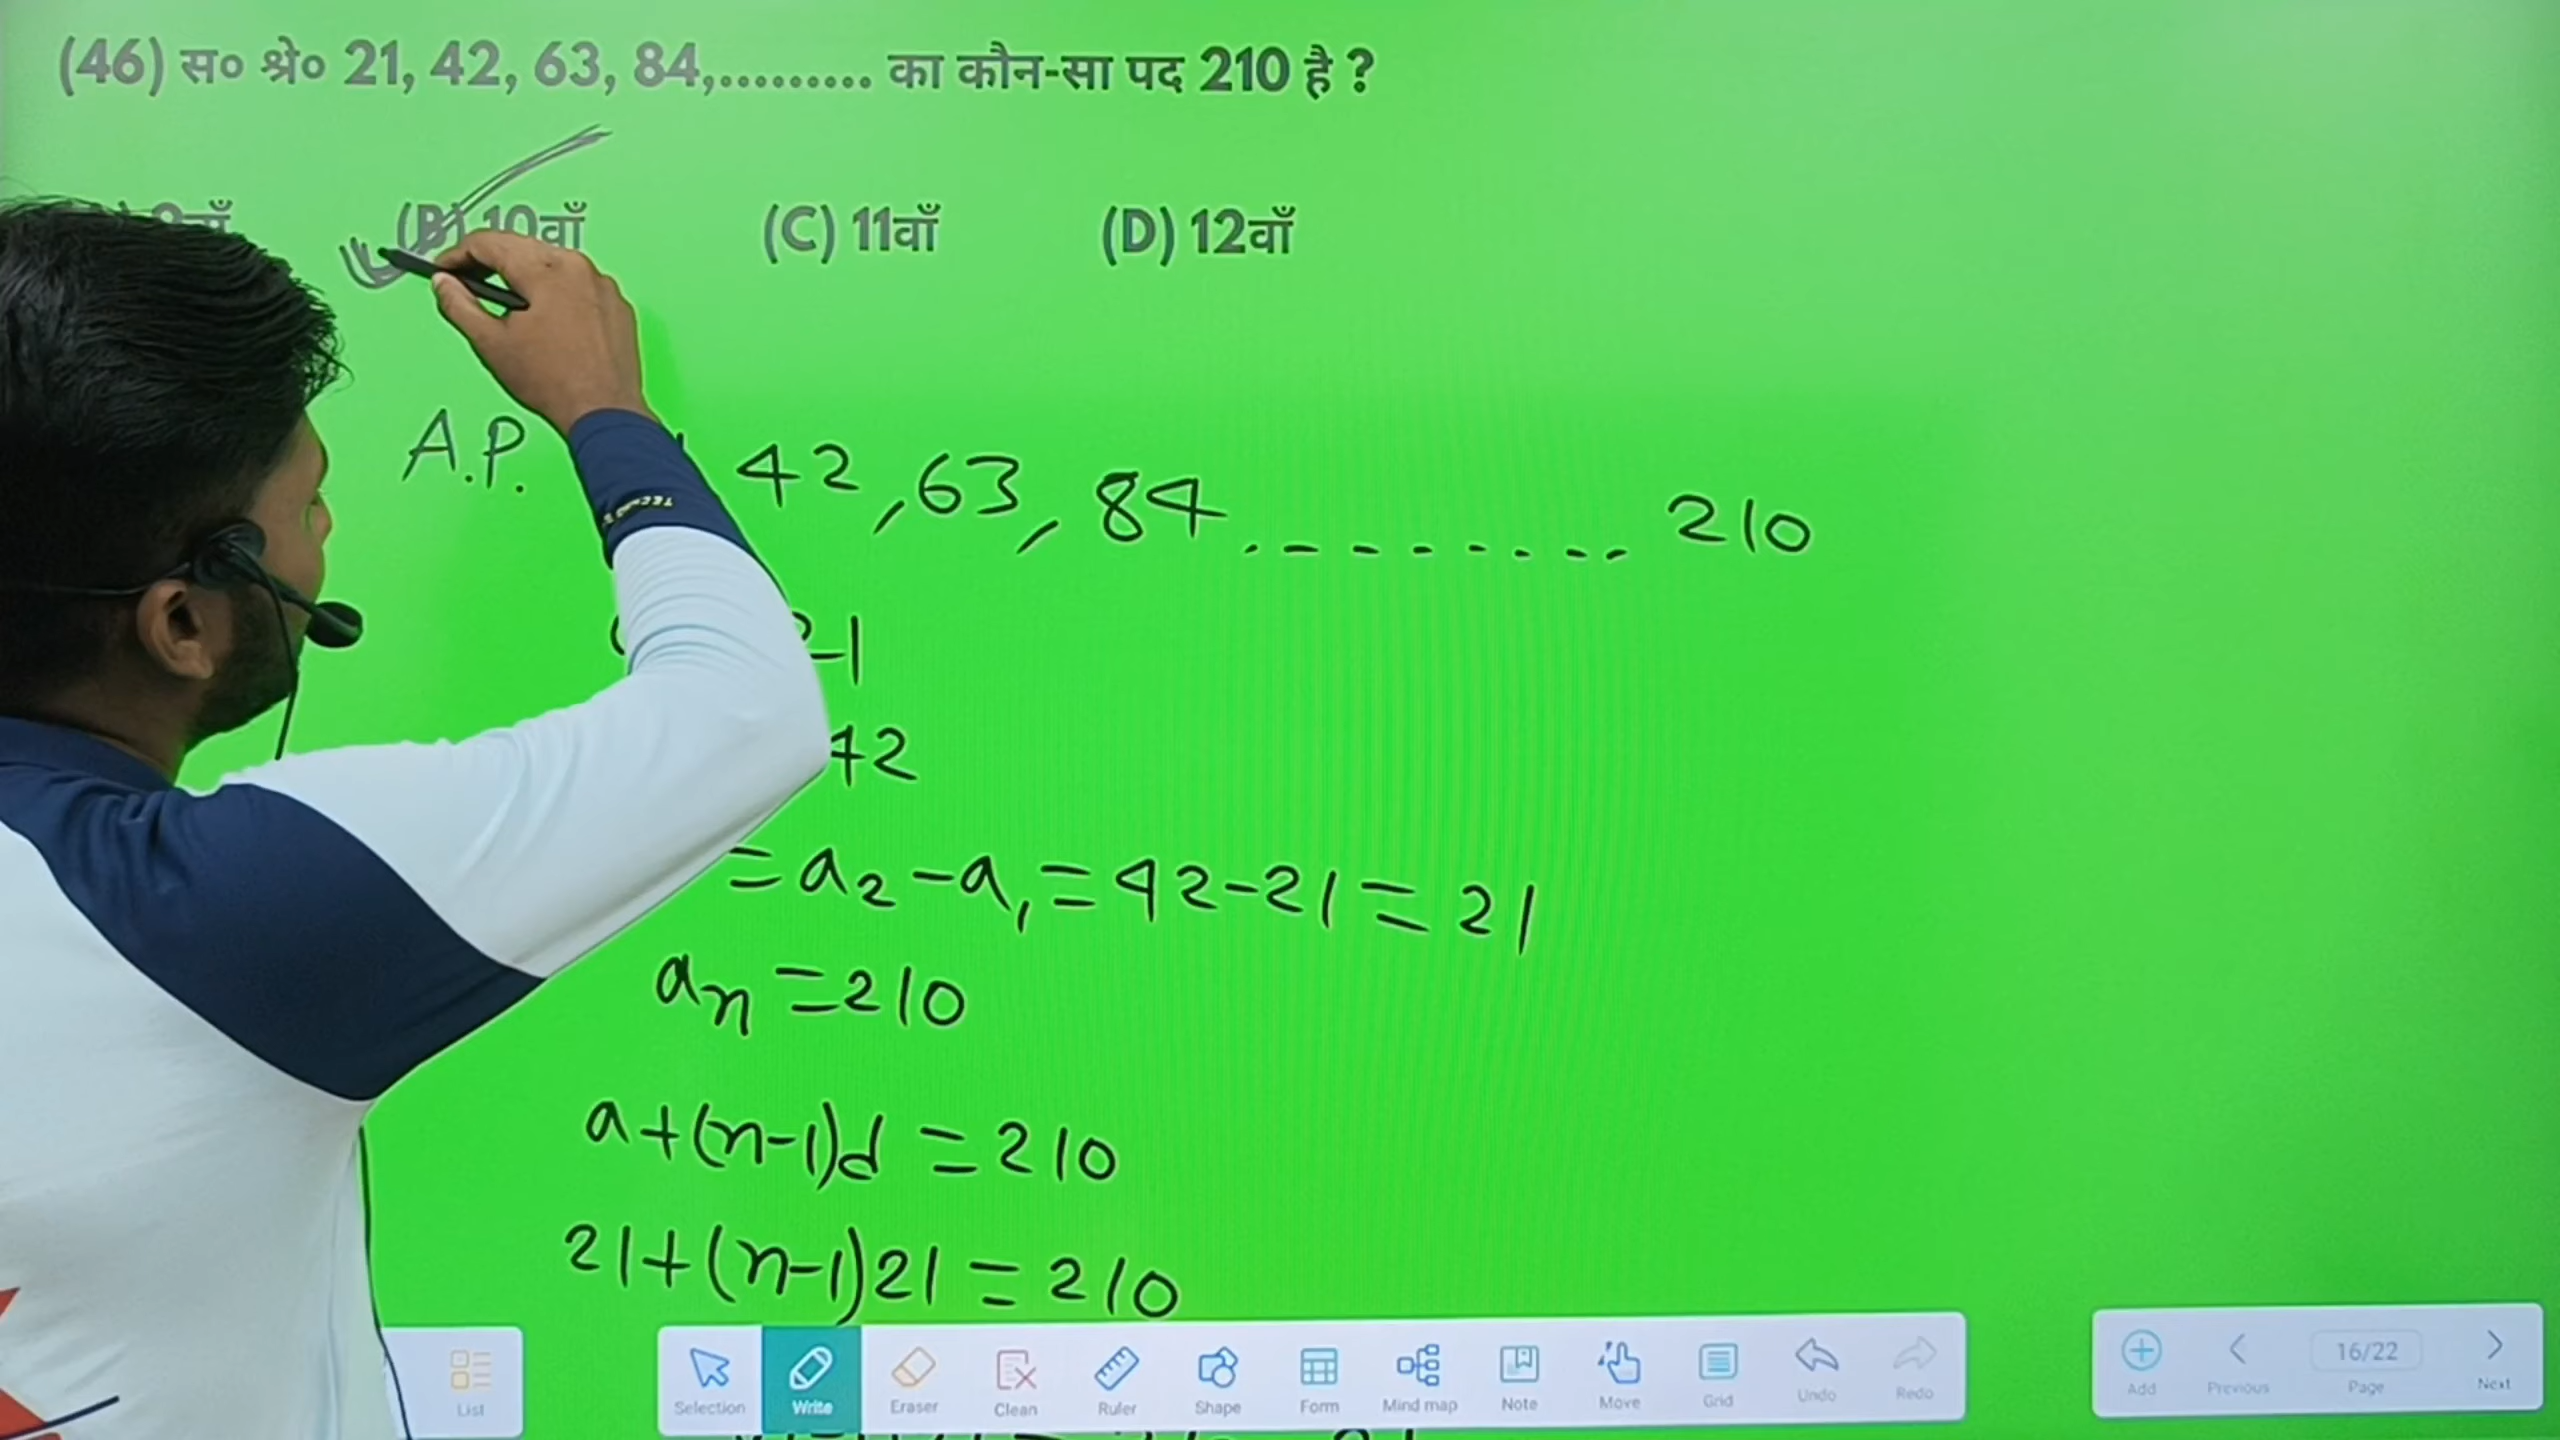 (46) स० श्रे० 21, 42, 63, 84,.......... का कौन-सा पद 210 है ?
(B) 10वाँ (C) 11वाँ (D) 12वाँ
A.P. 42, 63, 84 - - - - - - - 210
42
= a₂ - a₁ = 42 - 21 = 21
aₙ = 210
a + (n-1)d = 210
21 + (n-1)21 = 210
List Selection Write Eraser Clean Ruler Shape Form Mind map Note Move Grid Undo Redo Add Previous 16/22 Page Next